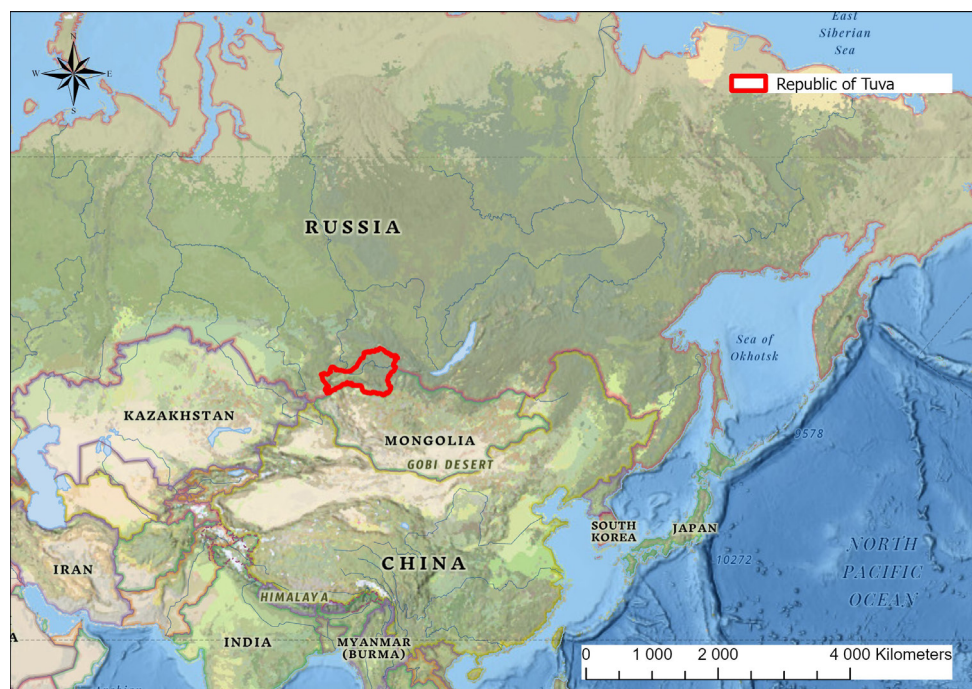 East
Siberian
Sea
N
W E
S
Republic of Tuva
RUSSIA
Sea of
Okhotsk
KAZAKHSTAN
MONGOLIA
GOBI DESERT
9578
SOUTH
KOREA
JAPAN
CHINA
IRAN
10272
NORTH
PACIFIC
OCEAN
HIMALAYA
INDIA
MYANMAR
(BURMA)
A
0 1 000 2 000 4 000 Kilometers